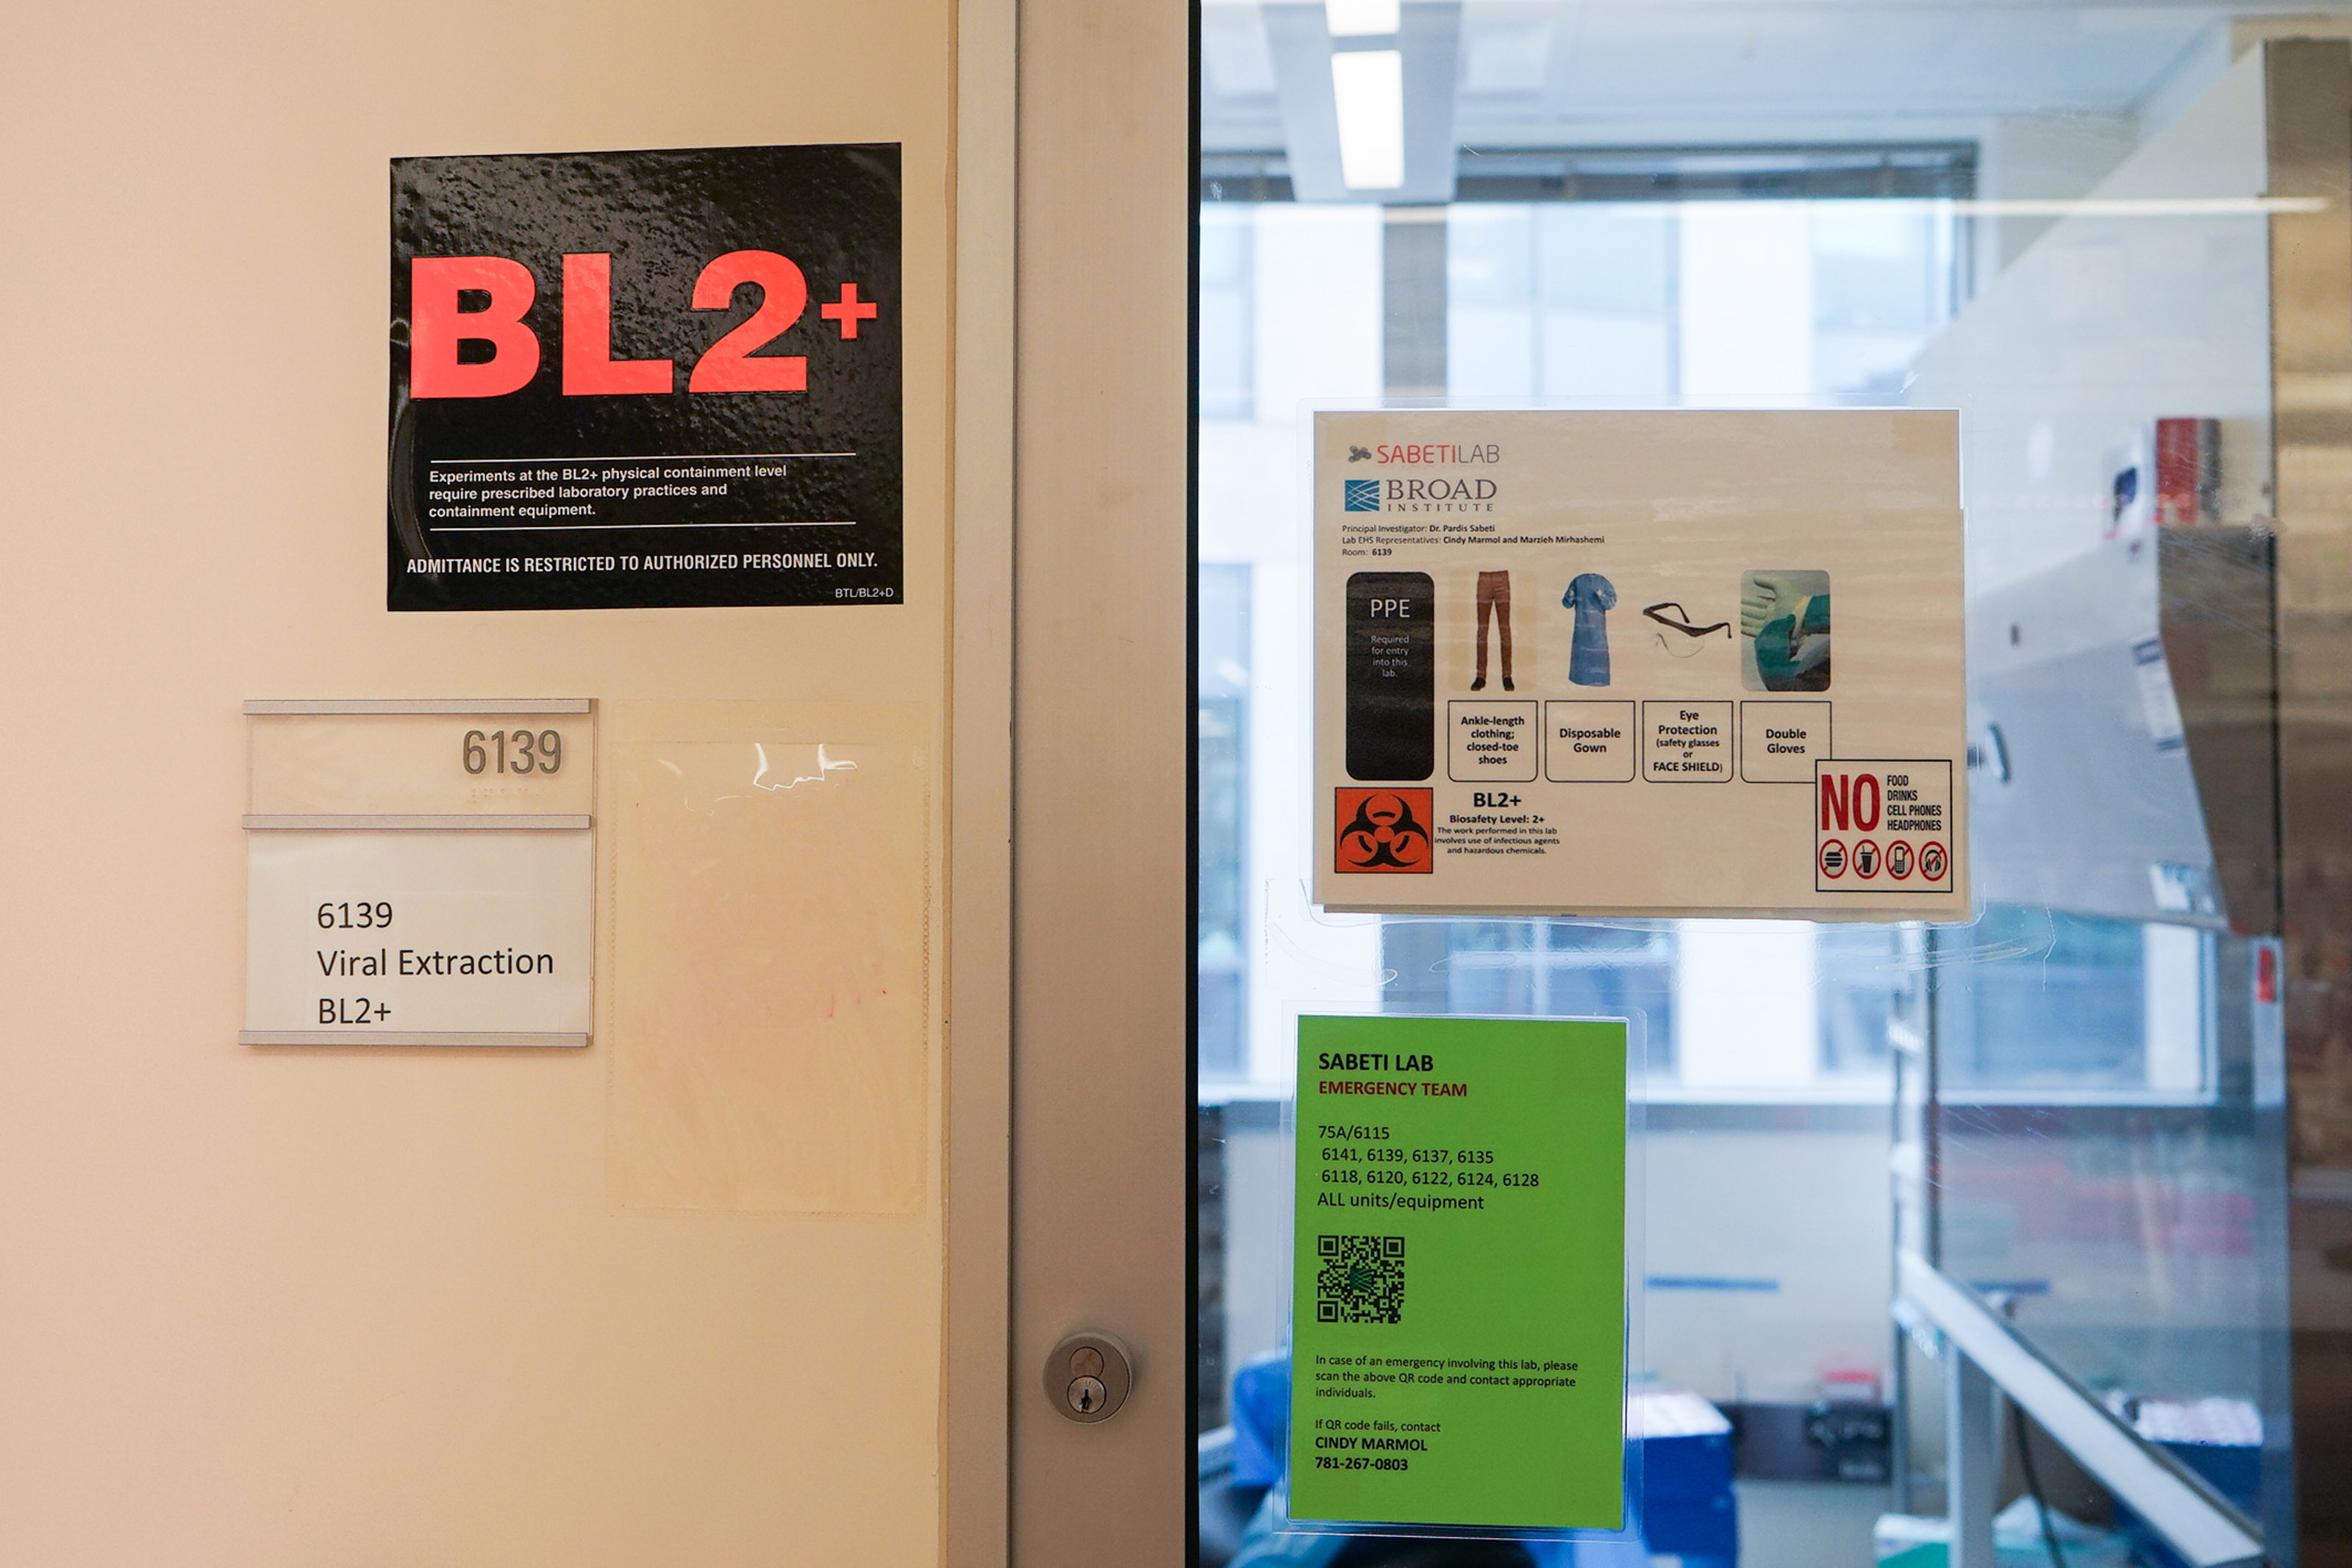 BL2+
Experiments at the BL2+ physical containment level
require prescribed laboratory practices and
containment equipment.
ADMITTANCE IS RESTRICTED TO AUTHORIZED PERSONNEL ONLY.
BTL/BL2+D
6139
6139
Viral Extraction
BL2+
SABETILAB
BROAD
INSTITUTE
Principal Investigator: Dr. Pardis Sabeti
Lab EHS Representatives: Cindy Marmol and Marzieh Mirhashemi
Room: 6139
PPE
Required
for entry
into this
lab.
Ankle-length
clothing;
closed-toe
shoes
Disposable
Gown
Eye
Protection
(safety glasses
or
FACE SHIELD)
Double
Gloves
BL2+
Biosafety Level: 2+
The work performed in this lab
involves use of infectious agents
and hazardous chemicals.
NO
FOOD
DRINKS
CELL PHONES
HEADPHONES
SABETI LAB
EMERGENCY TEAM
75A/6115
6141, 6139, 6137, 6135
6118, 6120, 6122, 6124, 6128
ALL units/equipment
In case of an emergency involving this lab, please
scan the above QR code and contact appropriate
individuals.
If QR code fails, contact
CINDY MARMOL
781-267-0803